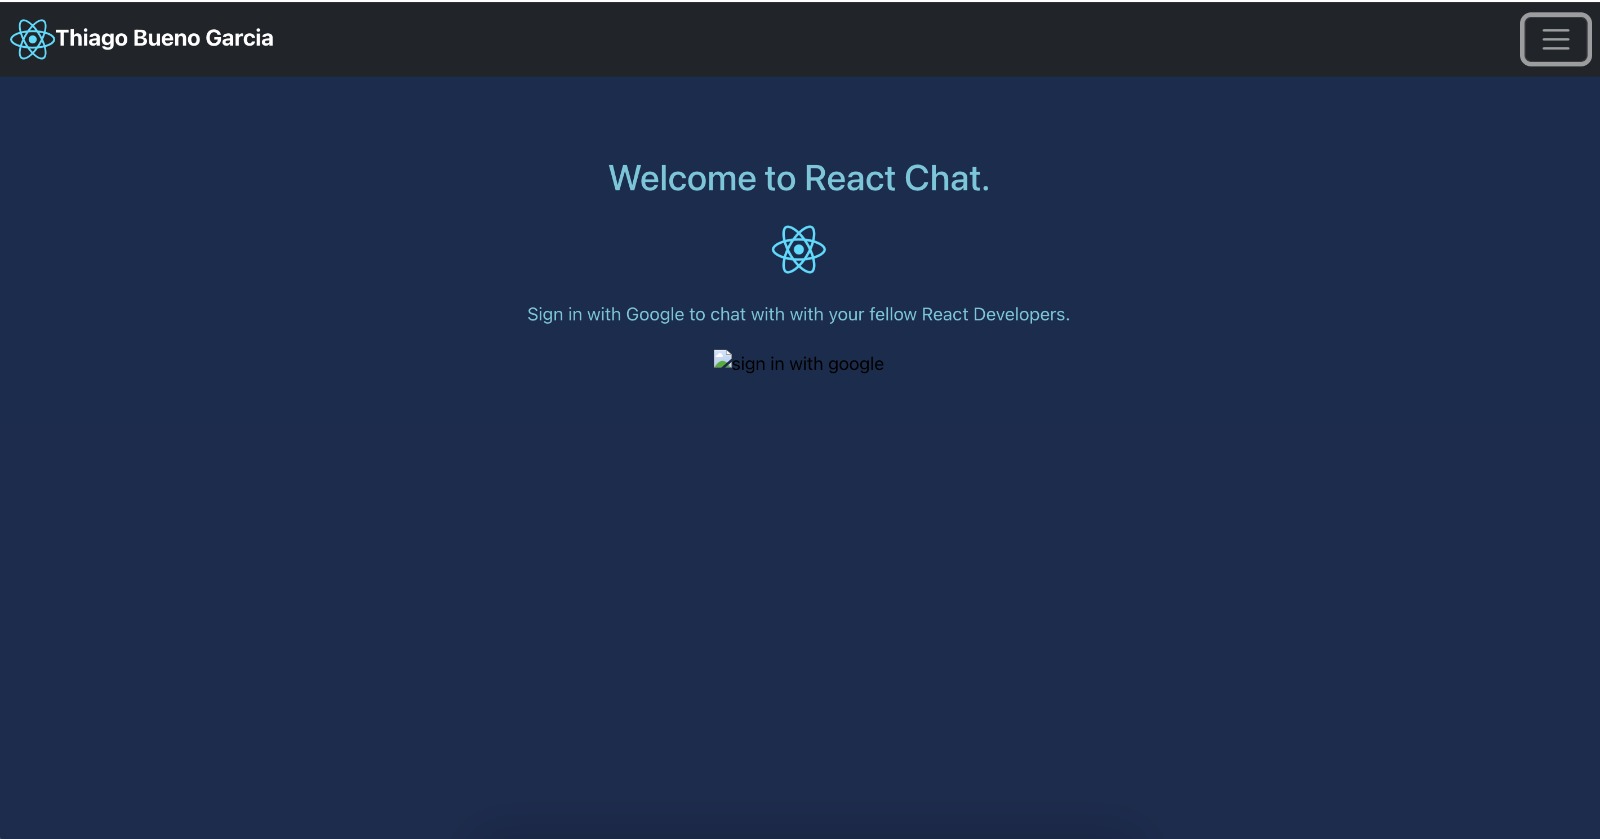 Thiago Bueno Garcia
Welcome to React Chat.
Sign in with Google to chat with with your fellow React Developers.
sign in with google